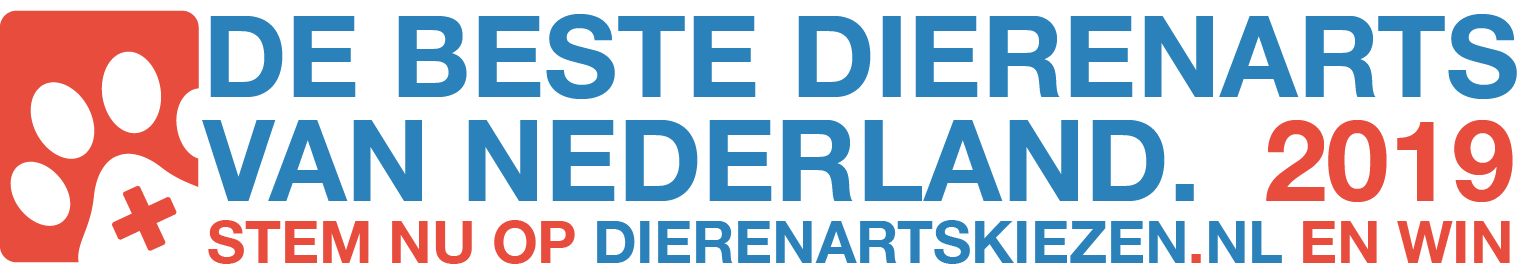 DE BESTE DIERENARTS
VAN NEDERLAND. 2019
STEM NU OP DIERENARTSKIEZEN.NL EN WIN